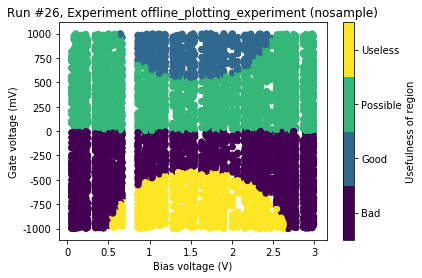 Run #26, Experiment offline_plotting_experiment (nosample)
1000
750
500
250
0
-250
-500
-750
-1000
Gate voltage (mV)
0
0.5
1
1.5
2
2.5
3
Bias voltage (V)
Useless
Possible
Good
Bad
Usefulness of region